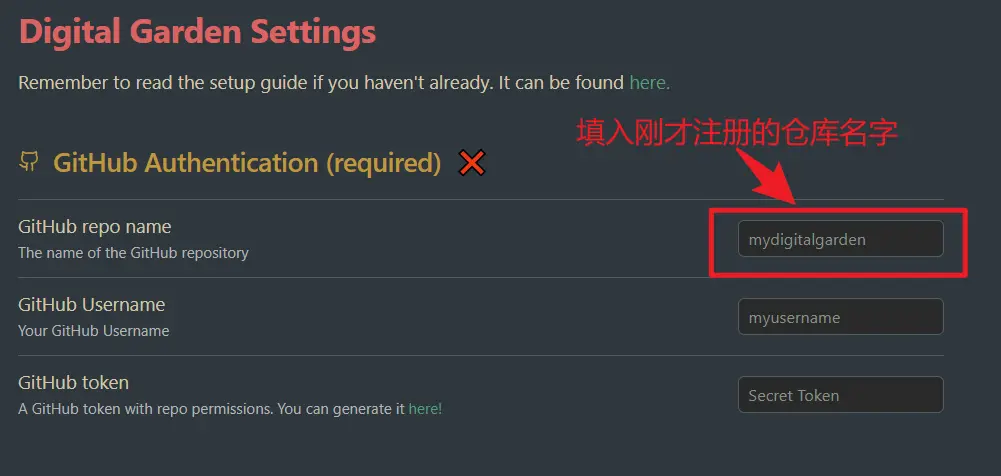 Digital Garden Settings
Remember to read the setup guide if you haven't already. It can be found here.
填入刚才注册的仓库名字
GitHub Authentication (required) ❌
GitHub repo name
The name of the GitHub repository
mydigitalgarden
GitHub Username
Your GitHub Username
myusername
GitHub token
A GitHub token with repo permissions. You can generate it here!
Secret Token